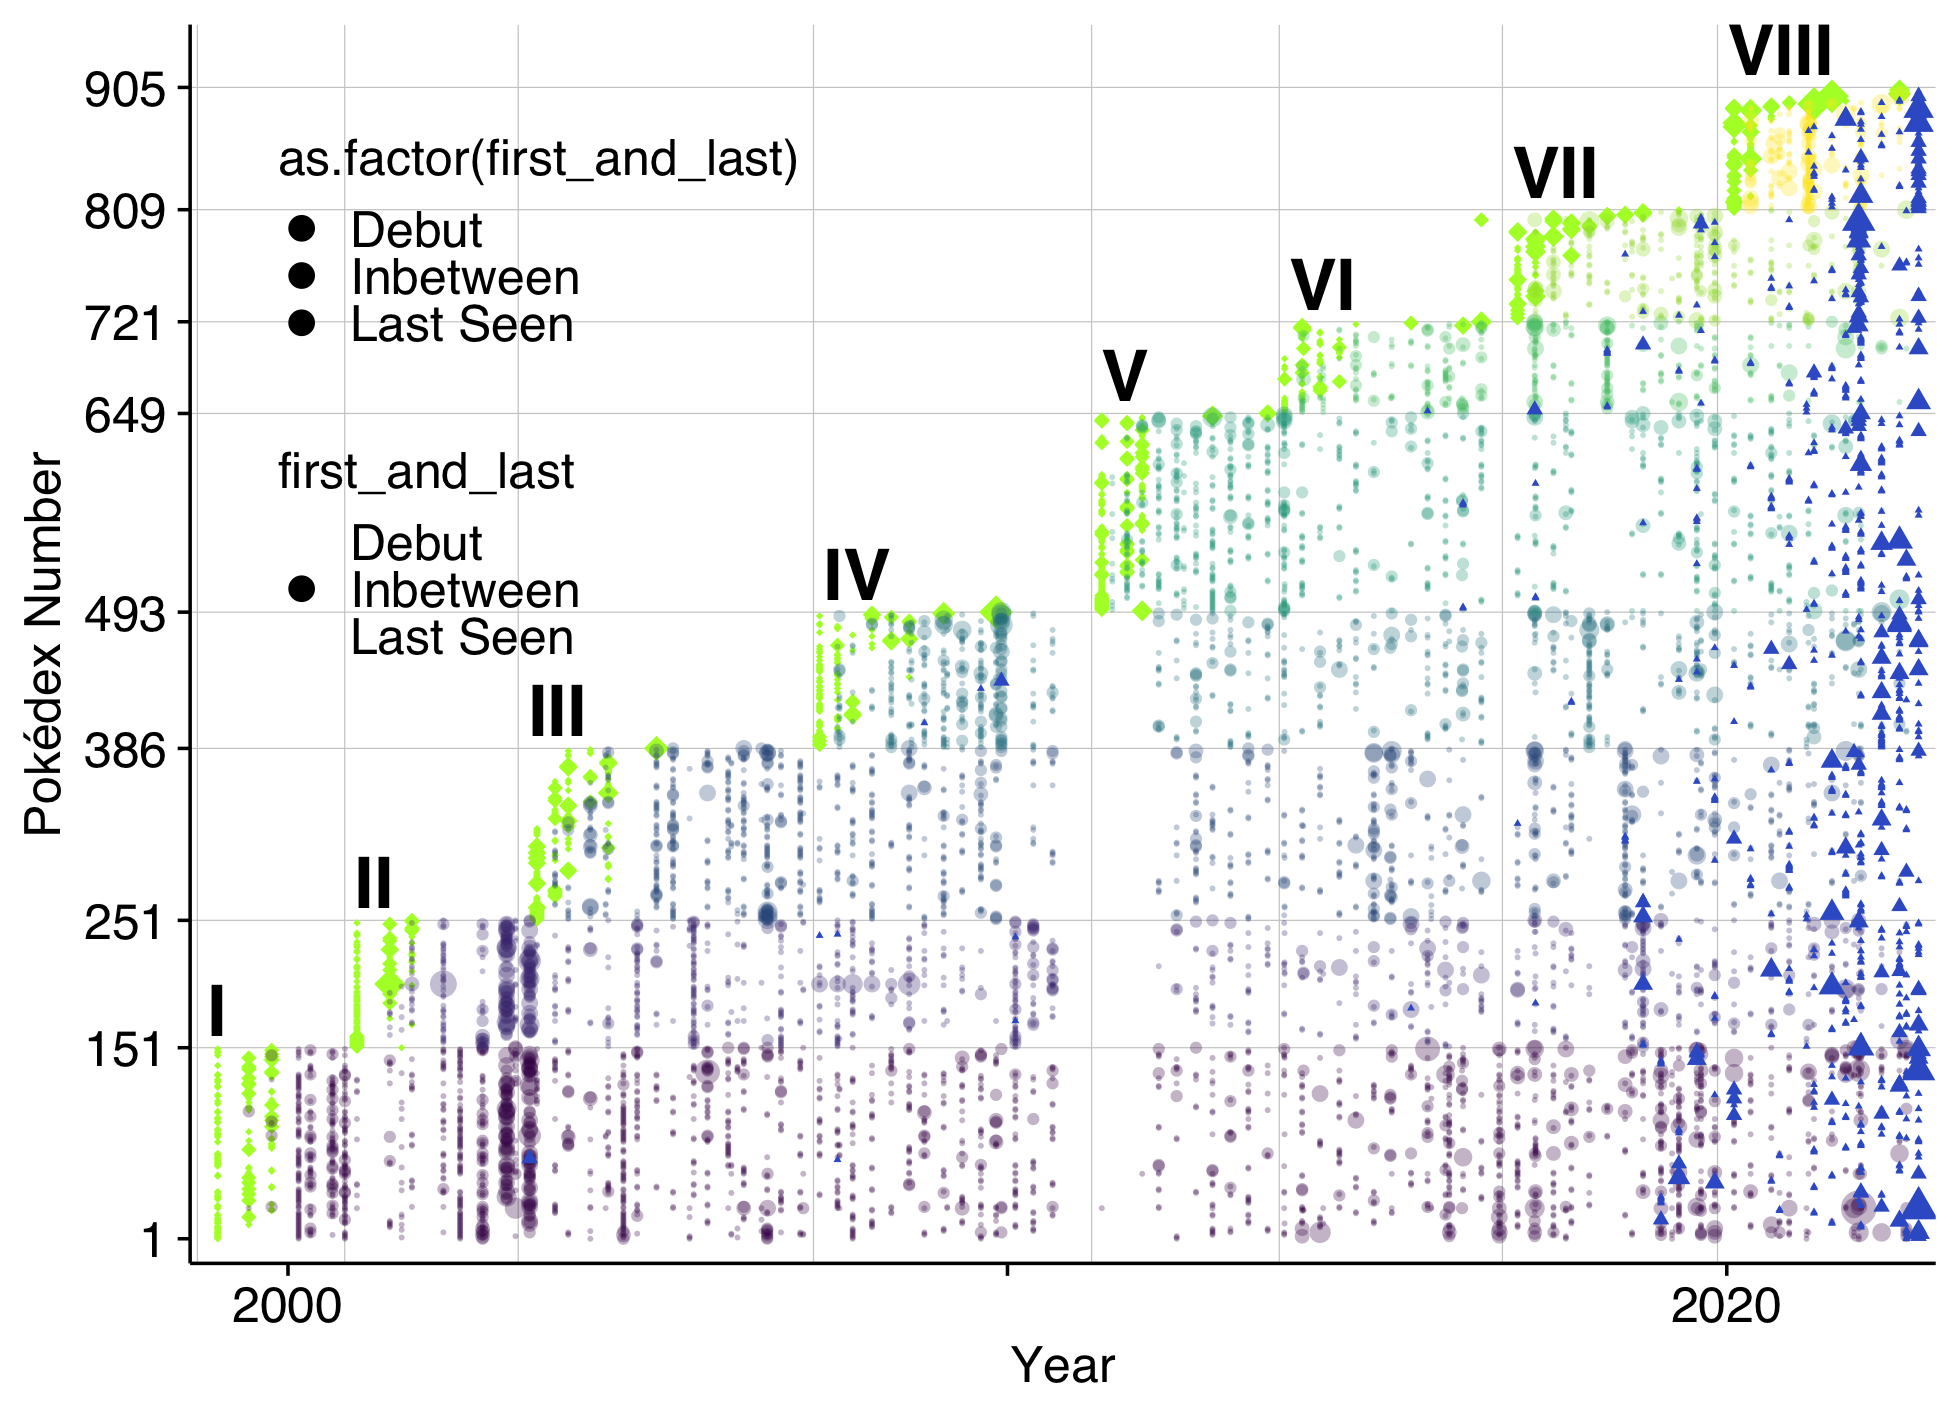 VIII
905
as.factor(first_and_last)
VII
809
Debut
Inbetween
VI
721
Last Seen
V
649
first_and_last
Debut
IV
Inbetween
493
Last Seen
III
386
II
251
I
151
1
Pokédex Number
2000
2020
Year